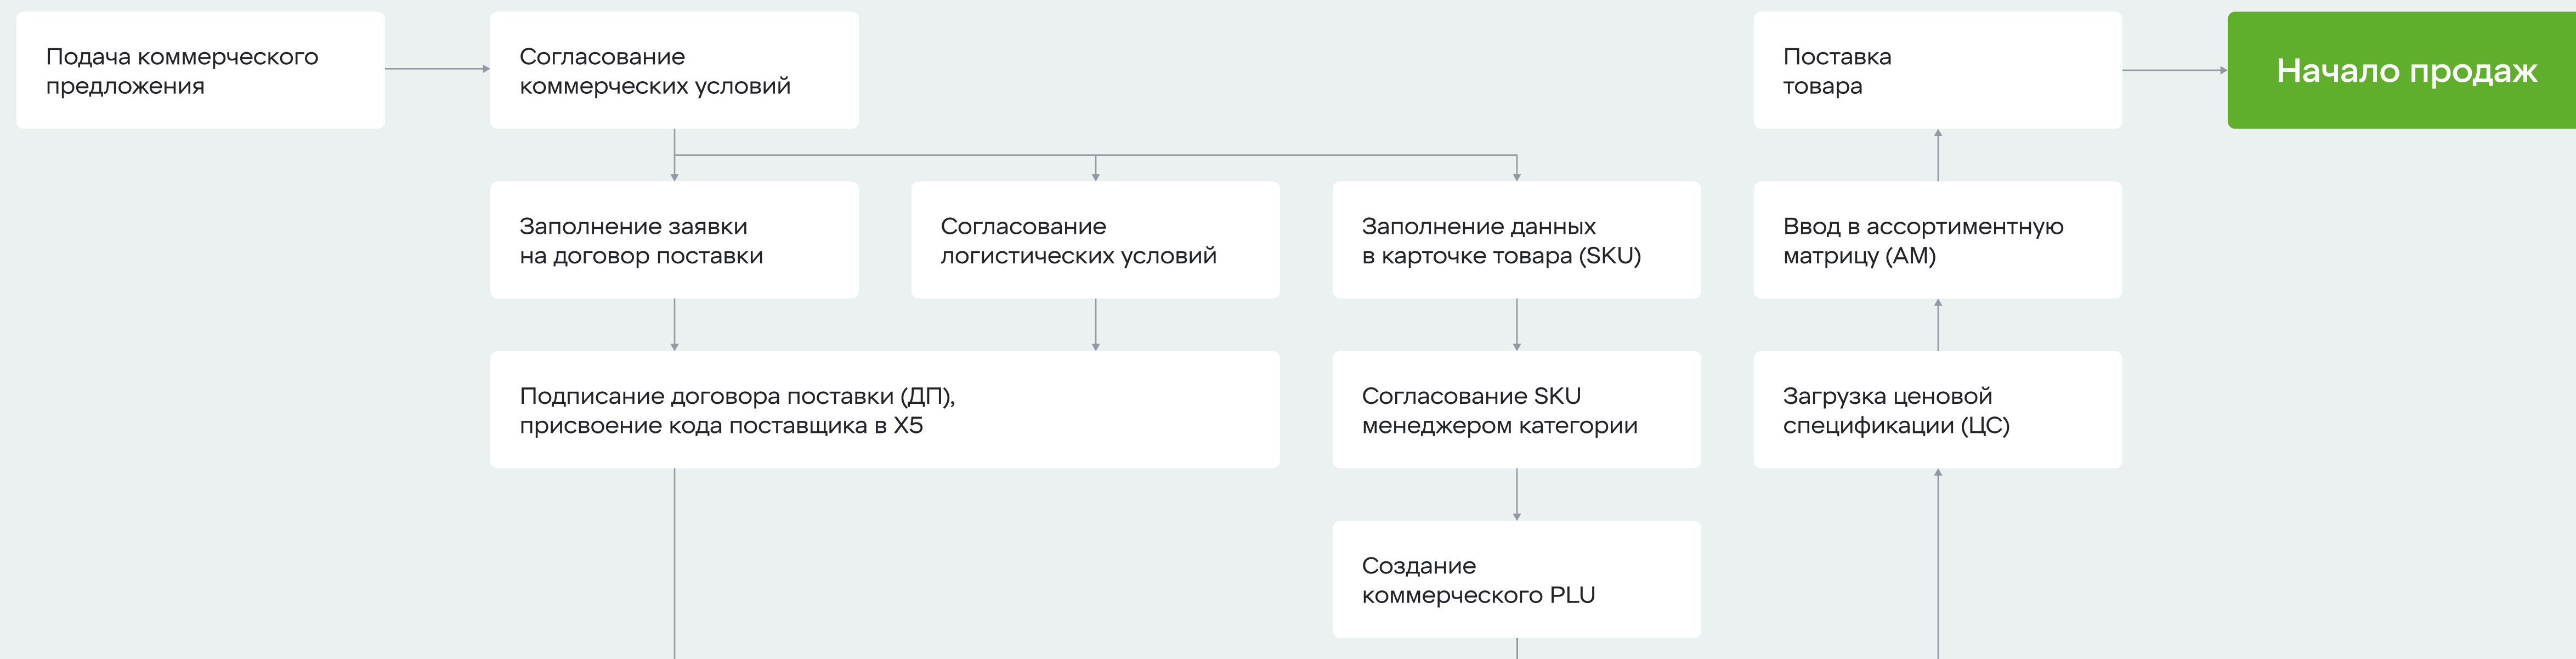 Подача коммерческого
предложения
Согласование
коммерческих условий
Поставка
товара
Начало продаж
Заполнение заявки
на договор поставки
Согласование
логистических условий
Заполнение данных
в карточке товара (SKU)
Ввод в ассортиментную
матрицу (АМ)
Подписание договора поставки (ДП),
присвоение кода поставщика в X5
Согласование SKU
менеджером категории
Загрузка ценовой
спецификации (ЦС)
Создание
коммерческого PLU